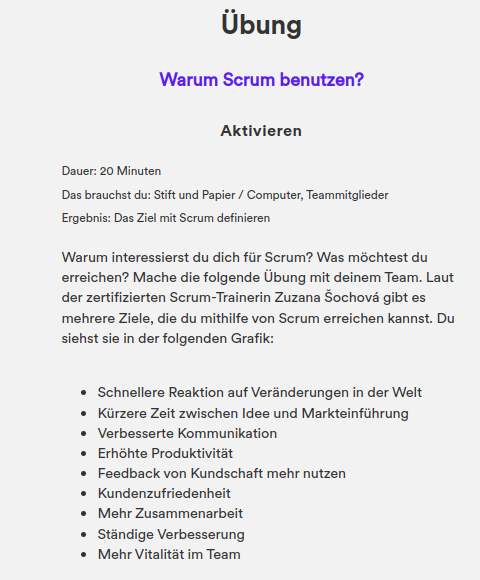 Übung
Warum Scrum benutzen?
Aktivieren
Dauer: 20 Minuten
Das brauchst du: Stift und Papier / Computer, Teammitglieder
Ergebnis: Das Ziel mit Scrum definieren
Warum interessierst du dich für Scrum? Was möchtest du
erreichen? Mache die folgende Übung mit deinem Team. Laut
der zertifizierten Scrum-Trainerin Zuzana Šochová gibt es
mehrere Ziele, die du mithilfe von Scrum erreichen kannst. Du
siehst sie in der folgenden Grafik:
• Schnellere Reaktion auf Veränderungen in der Welt
• Kürzere Zeit zwischen Idee und Markteinführung
• Verbesserte Kommunikation
• Erhöhte Produktivität
• Feedback von Kundschaft mehr nutzen
• Kundenzufriedenheit
• Mehr Zusammenarbeit
• Ständige Verbesserung
• Mehr Vitalität im Team